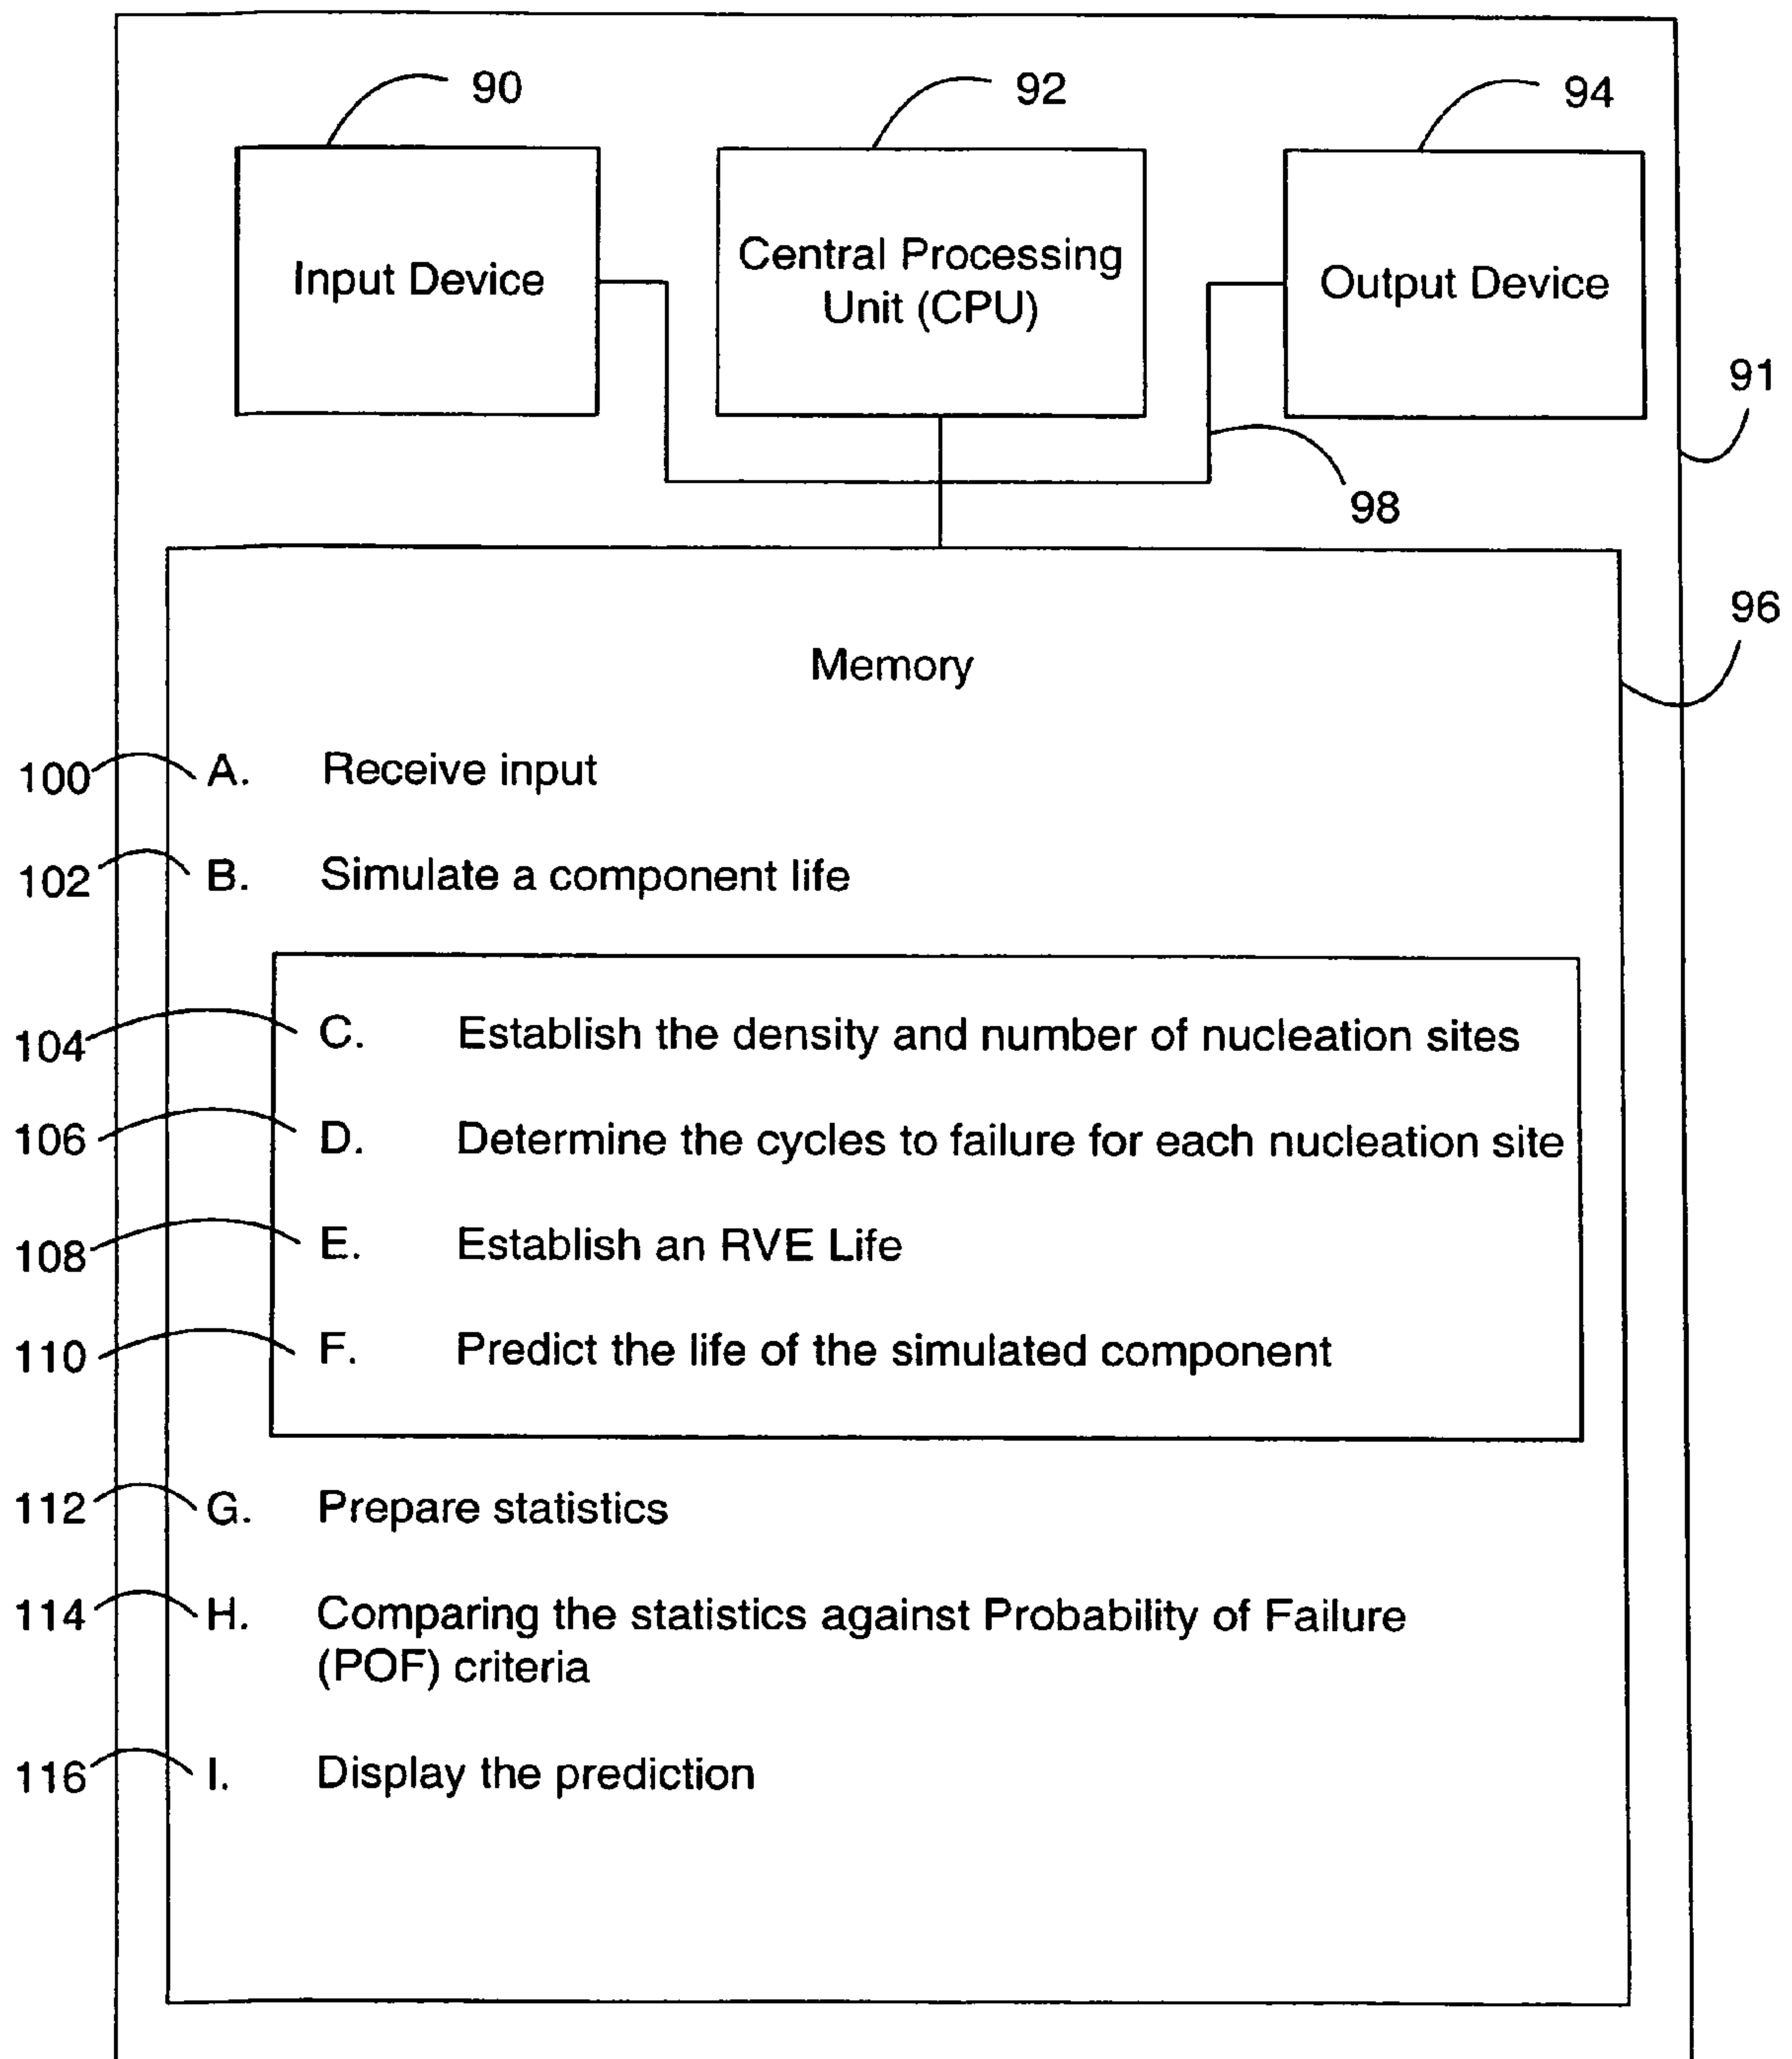 90
92
94
Input Device
Central Processing
Unit (CPU)
Output Device
91
98
96
Memory
100 A. Receive input
102 B. Simulate a component life
104 C. Establish the density and number of nucleation sites
106 D. Determine the cycles to failure for each nucleation site
108 E. Establish an RVE Life
110 F. Predict the life of the simulated component
112 G. Prepare statistics
114 H. Comparing the statistics against Probability of Failure
(POF) criteria
116 I. Display the prediction